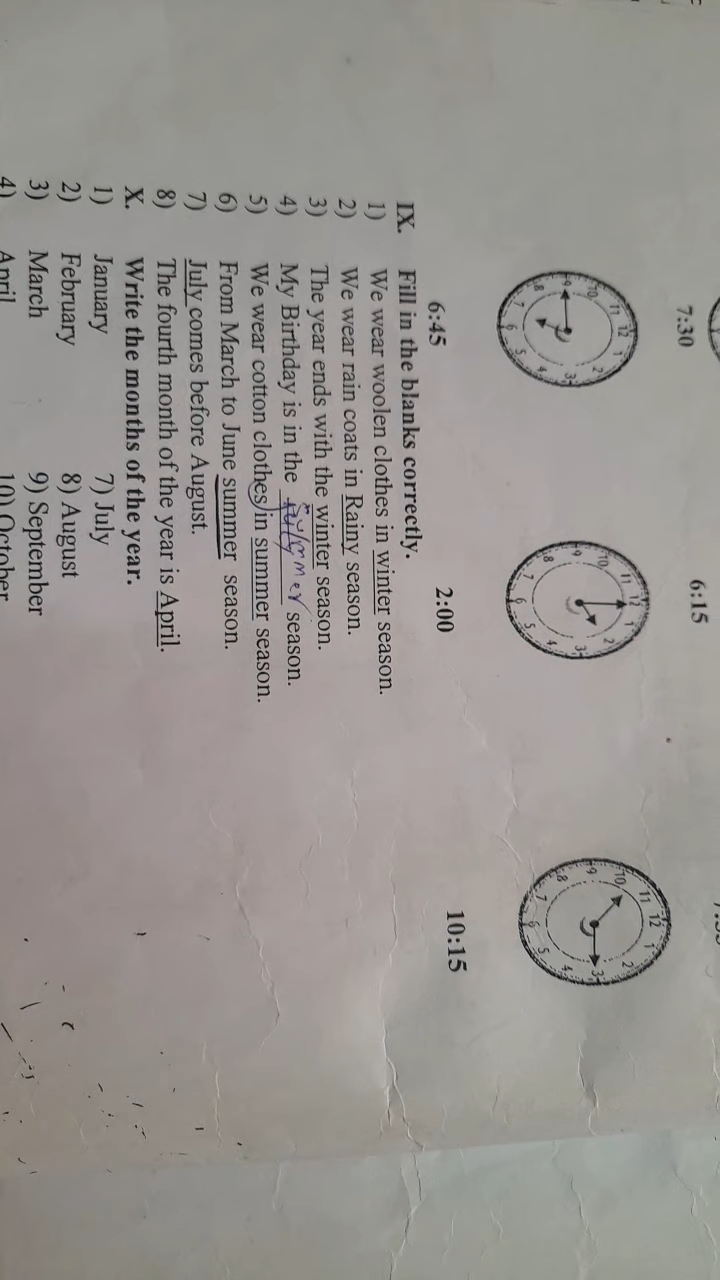 7:30 6:15
6:45 2:00 10:15
IX. Fill in the blanks correctly.
1) We wear woolen clothes in winter season.
2) We wear rain coats in Rainy season.
3) The year ends with the winter season.
4) My Birthday is in the season.
5) We wear cotton clothes in summer season.
6) From March to June summer season.
7) July comes before August.
8) The fourth month of the year is April.
X. Write the months of the year.
1) January 7) July
2) February 8) August
3) March 9) September
4) April 10) October